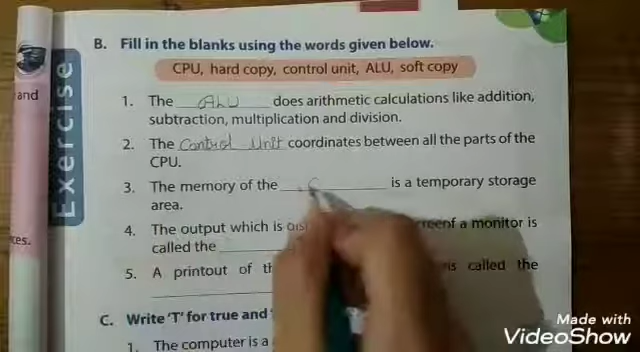 B. Fill in the blanks using the words given below.
CPU, hard copy, control unit, ALU, soft copy
and
Exercise
1. The ALU does arithmetic calculations like addition,
subtraction, multiplication and division.
2. The Control Unit coordinates between all the parts of the
CPU.
3. The memory of the C is a temporary storage
area.
4. The output which is of a monitor is
called the
ces.
5. A printout of is called the
C. Write 'T' for true and
1. The computer is a
Made with
VideoShow